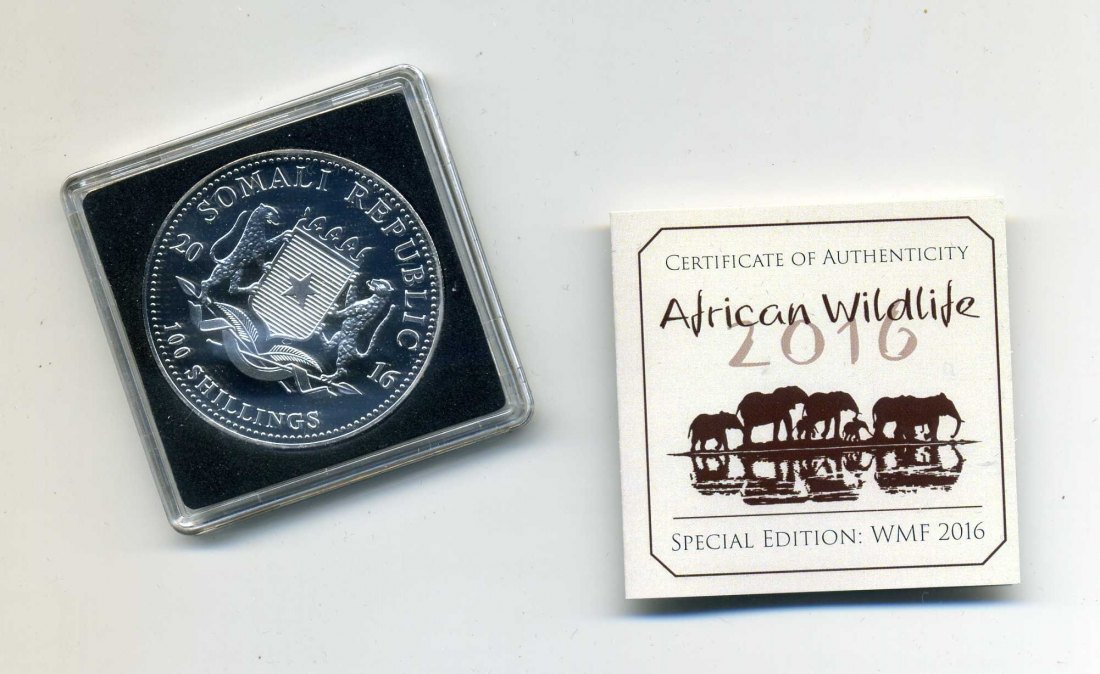 SOMALI REPUBLIC
20 16
100 SHILLINGS
CERTIFICATE OF AUTHENTICITY
African Wildlife
2016
SPECIAL EDITION: WMF 2016